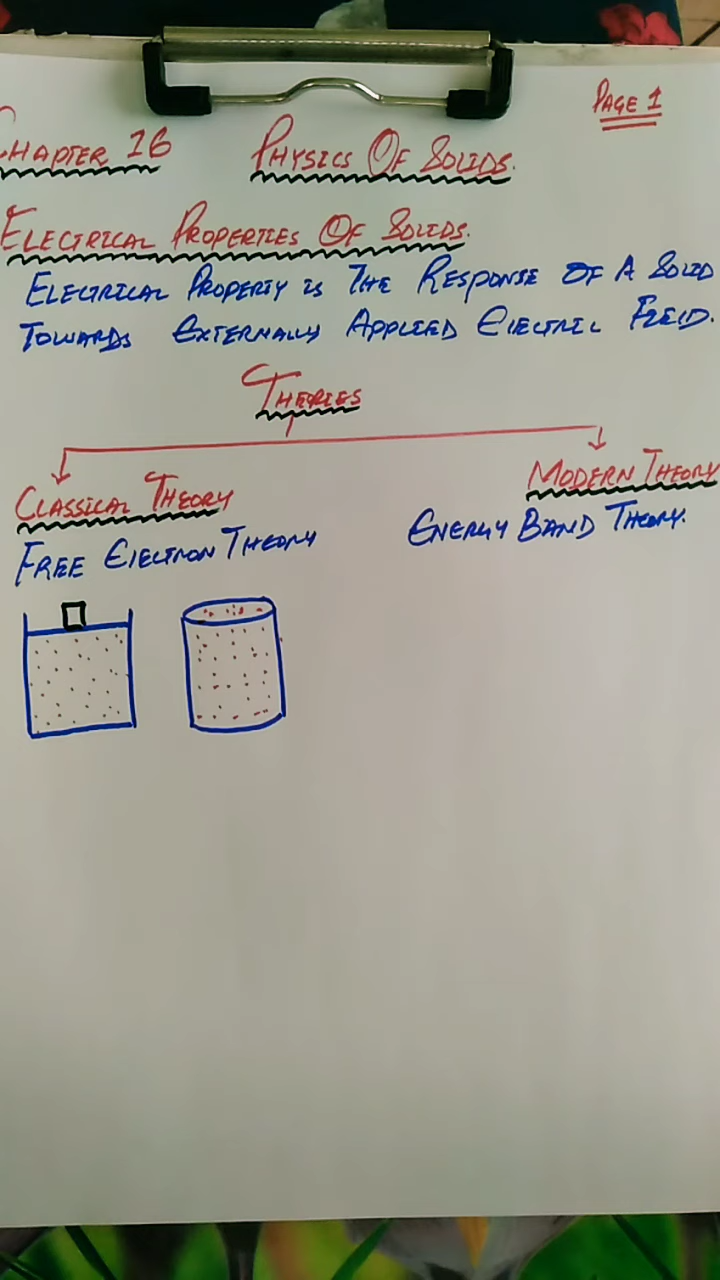 PAGE 1
CHAPTER 16 PHYSICS OF SOLIDS.
ELECTRICAL PROPERTIES OF SOLIDS.
ELECTRICAL PROPERTY IS THE RESPONSE OF A SOLID
TOWARDS EXTERNALLY APPLIED ELECTRIC FIELD.
THEORIES
CLASSICAL THEORY MODERN THEORY
FREE ELECTRON THEORY ENERGY BAND THEORY.